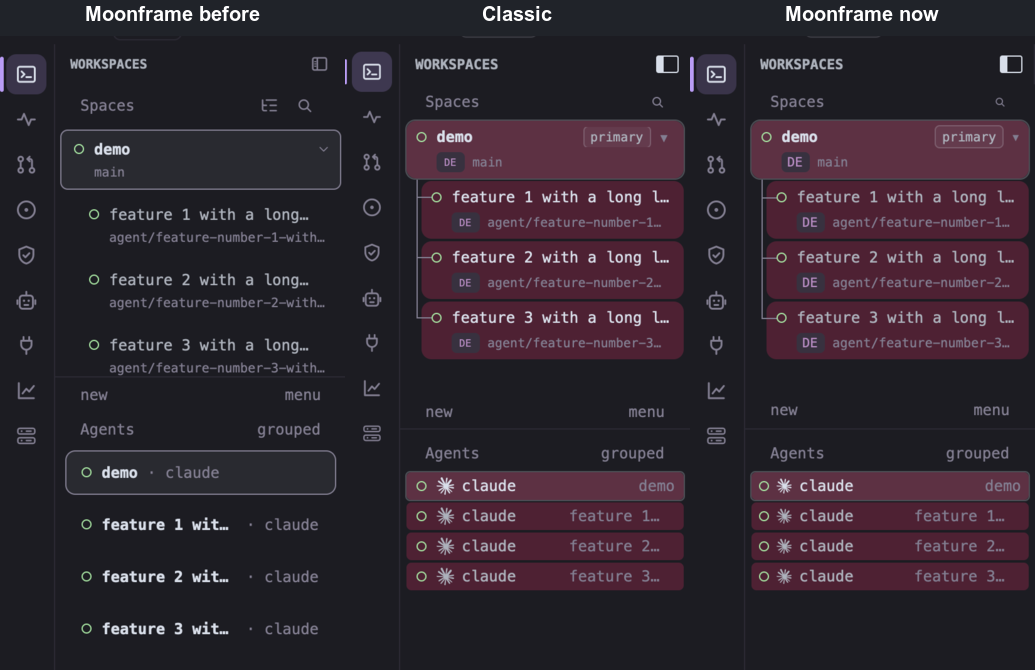 Moonframe before
WORKSPACES
Spaces
demo
main
feature 1 with a long…
agent/feature-number-1-with…
feature 2 with a long…
agent/feature-number-2-with…
feature 3 with a long…
agent/feature-number-3-with…
new menu
Agents grouped
demo · claude
feature 1 wit… · claude
feature 2 wit… · claude
feature 3 wit… · claude
Classic
WORKSPACES
Spaces
demo primary
DE main
feature 1 with a long l…
DE agent/feature-number-1…
feature 2 with a long l…
DE agent/feature-number-2…
feature 3 with a long l…
DE agent/feature-number-3…
new menu
Agents grouped
claude demo
claude feature 1…
claude feature 2…
claude feature 3…
Moonframe now
WORKSPACES
Spaces
demo primary
DE main
feature 1 with a long l…
DE agent/feature-number-1…
feature 2 with a long l…
DE agent/feature-number-2…
feature 3 with a long l…
DE agent/feature-number-3…
new menu
Agents grouped
claude demo
claude feature 1…
claude feature 2…
claude feature 3…